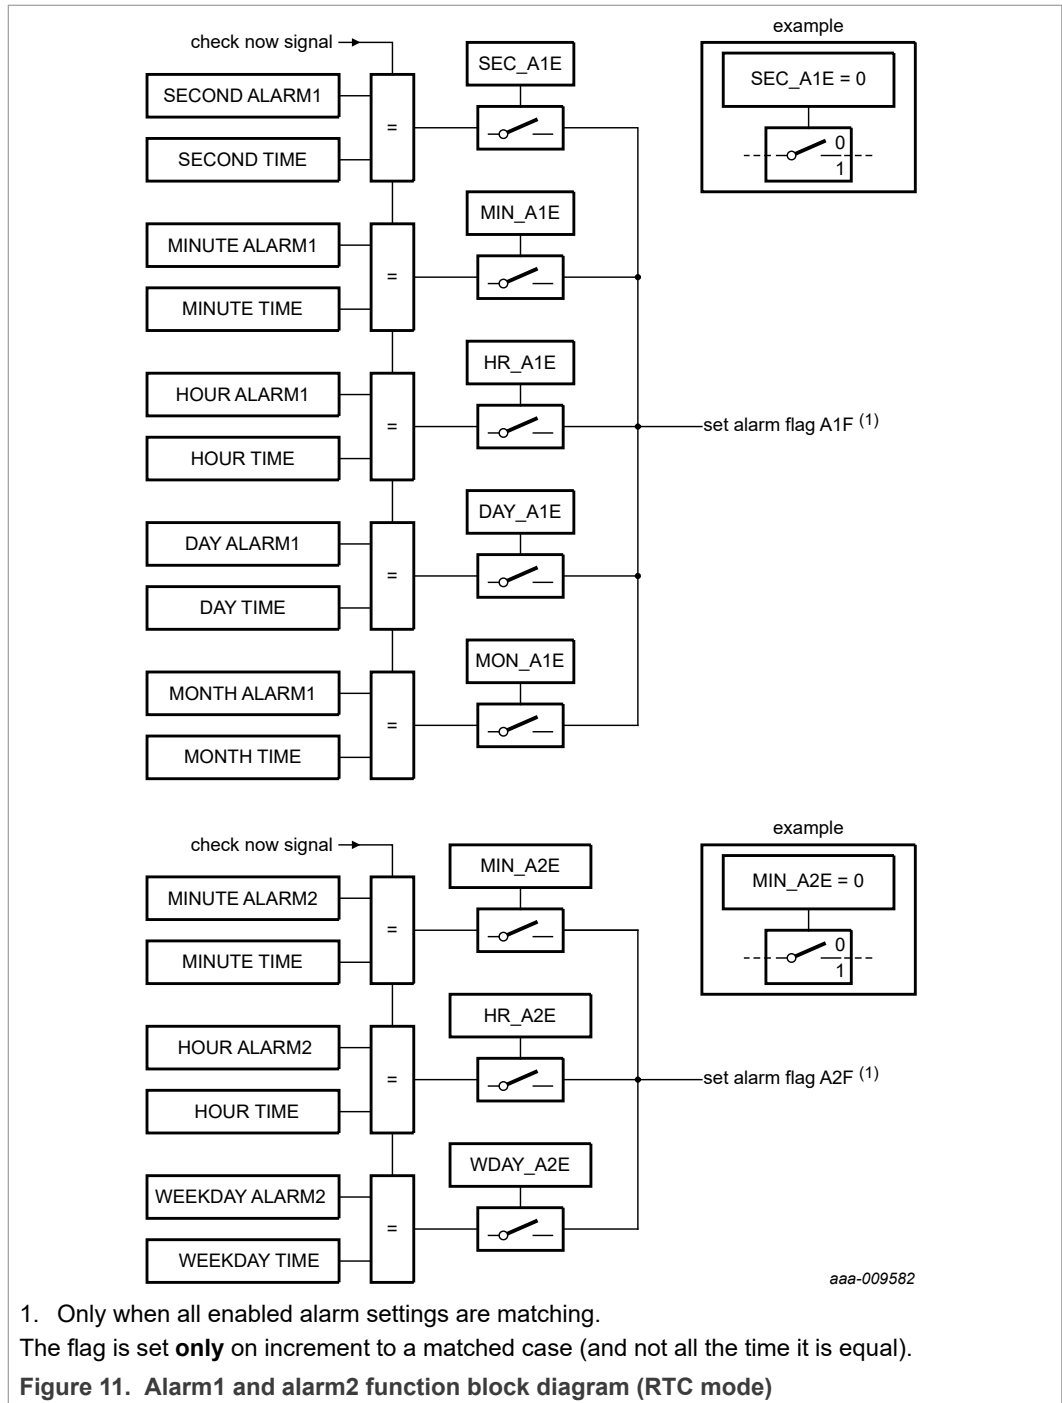 check now signal
example
SEC_A1E
SEC_A1E = 0
SECOND ALARM1
=
0
SECOND TIME
1
MIN_A1E
MINUTE ALARM1
=
MINUTE TIME
HR_A1E
HOUR ALARM1
=
set alarm flag A1F (1)
HOUR TIME
DAY_A1E
DAY ALARM1
=
DAY TIME
MON_A1E
MONTH ALARM1
=
MONTH TIME
check now signal
example
MIN_A2E
MIN_A2E = 0
MINUTE ALARM2
=
0
MINUTE TIME
1
HR_A2E
HOUR ALARM2
=
set alarm flag A2F (1)
HOUR TIME
WDAY_A2E
WEEKDAY ALARM2
=
WEEKDAY TIME
aaa-009582
1. Only when all enabled alarm settings are matching.
The flag is set only on increment to a matched case (and not all the time it is equal).
Figure 11. Alarm1 and alarm2 function block diagram (RTC mode)